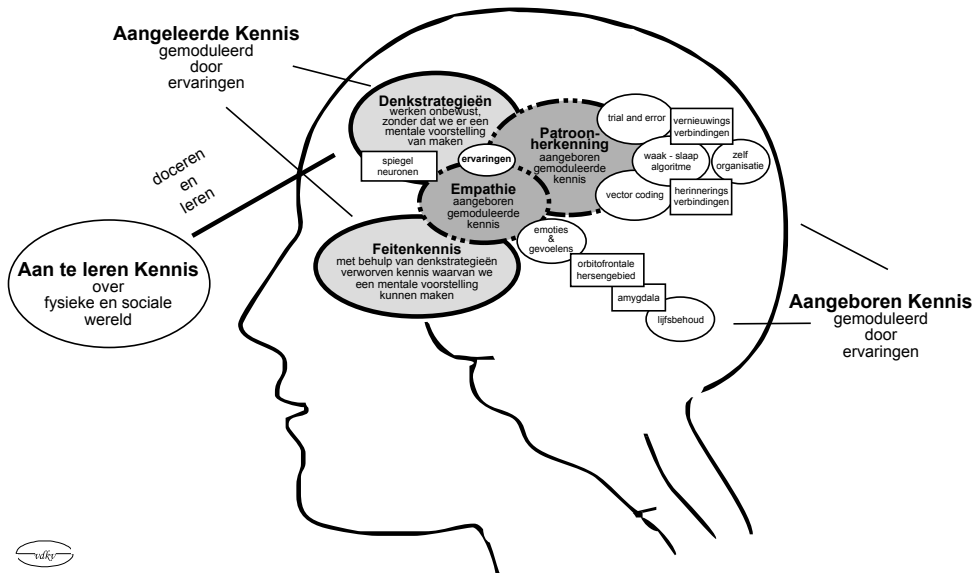 Aangeleerde Kennis
gemoduleerd
door
ervaringen
Denkstrategieën
werken onbewust,
zonder dat we er een
mentale voorstelling
van maken
spiegel
neuronen
ervaringen
Patroon-
herkenning
aangeboren
gemoduleerde
kennis
trial and error
vernieuwings
verbindingen
waak - slaap
algoritme
zelf
organisatie
vector coding
herinnerings
verbindingen
Empathie
aangeboren
gemoduleerde
kennis
emoties
&
gevoelens
orbitofrontale
hersengebied
amygdala
lijfsbehoud
Feitenkennis
met behulp van denkstrategieën
verworven kennis waarvan we
een mentale voorstelling
kunnen maken
doceren
en
leren
Aan te leren Kennis
over
fysieke en sociale
wereld
Aangeboren Kennis
gemoduleerd
door
ervaringen
vdkv